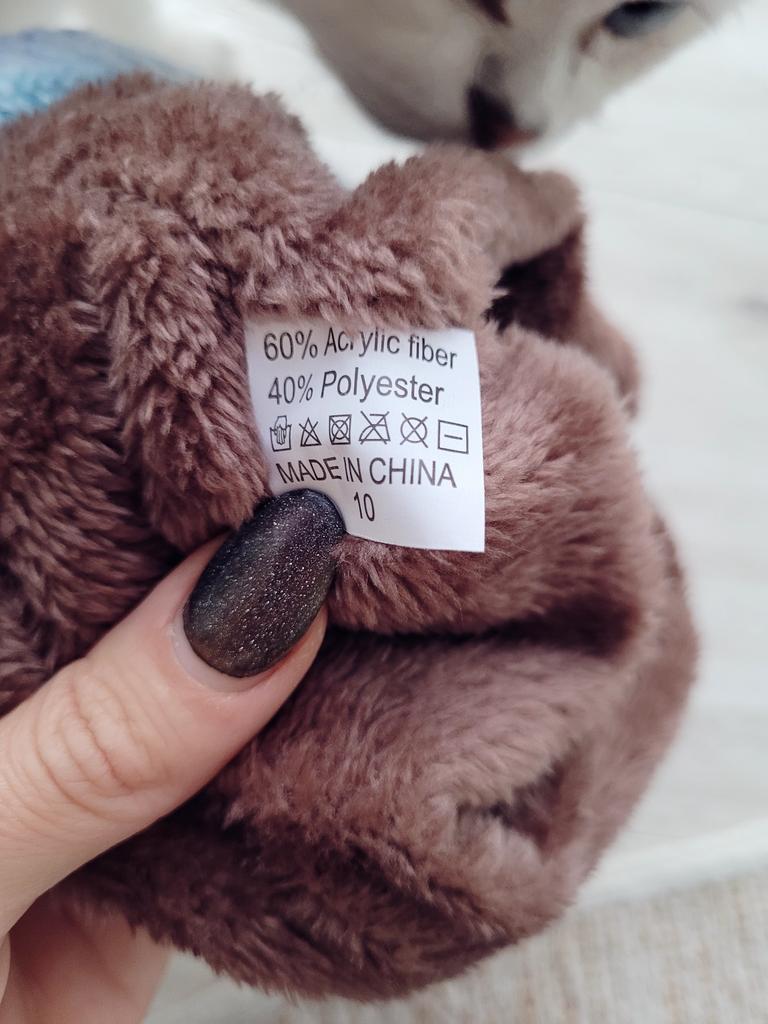 60% Acrylic fiber
40% Polyester
MADE IN CHINA
10